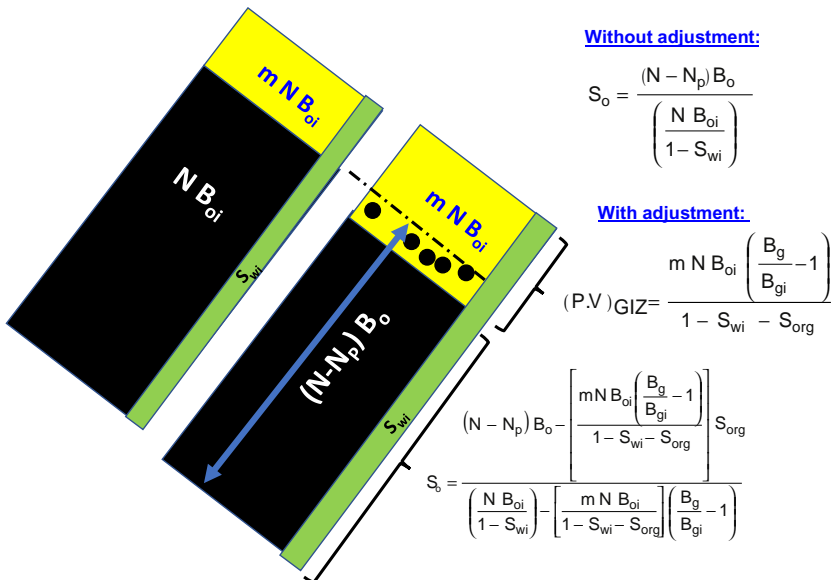 m N B_oi
N B_oi
S_wi
m N B_oi
(N-N_p) B_o
S_wi
Without adjustment:
S_o = (N − N_p) B_o / (N B_oi / (1 − S_wi))
With adjustment:
(P.V)_GIZ = m N B_oi (B_g / B_gi − 1) / (1 − S_wi − S_org)
S_o = ((N − N_p) B_o − [m N B_oi (B_g / B_gi − 1) / (1 − S_wi − S_org)] S_org) / ((N B_oi / (1 − S_wi)) − [m N B_oi / (1 − S_wi − S_org)] (B_g / B_gi − 1))